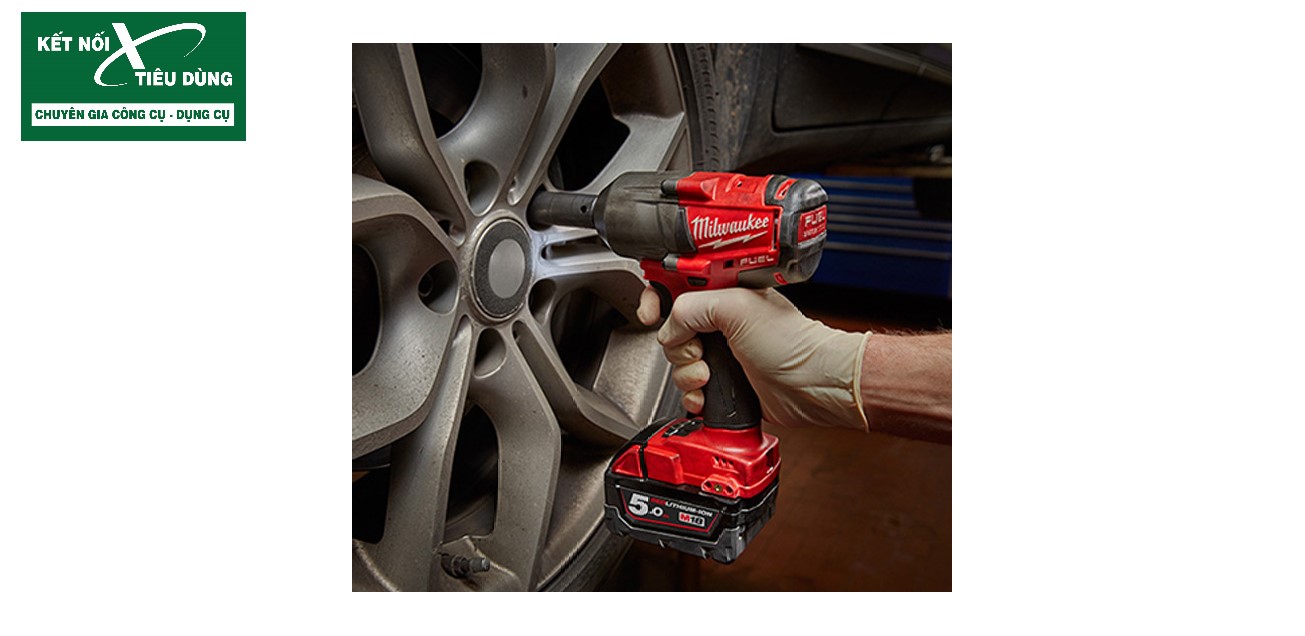 KẾT NỐI
TIÊU DÙNG
CHUYÊN GIA CÔNG CỤ - DỤNG CỤ
Milwaukee
FUEL
FUEL
5.0
REDLITHIUM-ION
M18